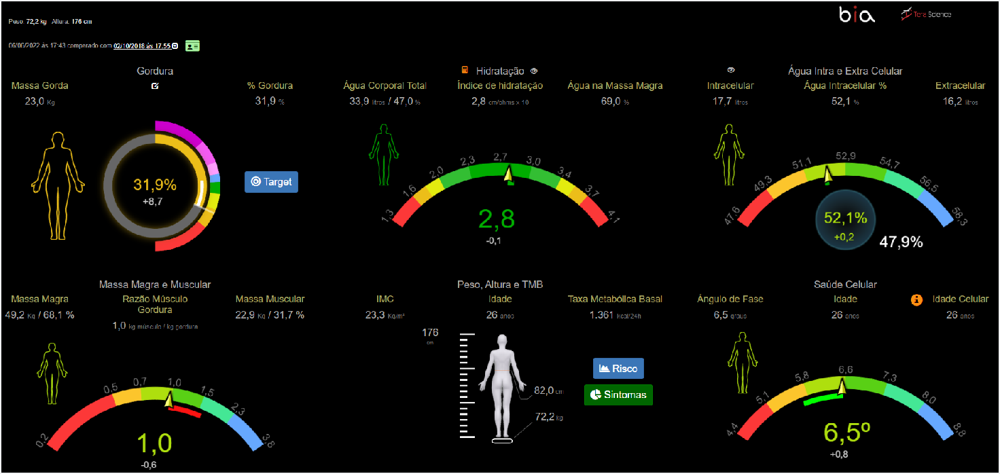 bia
Tera Science
Peso: 72,2 kg Altura: 176 cm
06/06/2022 às 17:43 comparado com 02/10/2018 às 17:55
Gordura
Massa Gorda
23,0 Kg
% Gordura
31,9 %
31,9%
+8,7
Target
Hidratação
Água Corporal Total
33,9 litros / 47,0 %
Índice de hidratação
2,8 cm/ohms x 10
Água na Massa Magra
69,0 %
1,3 1,6 2,0 2,3 2,7 3,0 3,4 3,7 4,1
2,8
-0,1
Água Intra e Extra Celular
Intracelular
17,7 litros
Água Intracelular %
52,1 %
Extracelular
16,2 litros
47,6 49,3 51,1 52,9 54,7 56,5 58,3
52,1%
+0,2
47,9%
Massa Magra e Muscular
Massa Magra
49,2 Kg / 68,1 %
Razão Músculo
Gordura
1,0 kg músculo / kg gordura
Massa Muscular
22,9 Kg / 31,7 %
0,2 0,5 0,7 1,0 1,5 2,3 3,8
1,0
-0,6
Peso, Altura e TMB
IMC
23,3 Kg/m²
Idade
26 anos
Taxa Metabólica Basal
1.361 kcal/24h
176
cm
82,0 cm
72,2 kg
Risco
Sintomas
Saúde Celular
Ângulo de Fase
6,5 graus
Idade
26 anos
Idade Celular
26 anos
4,4 5,1 5,8 6,6 7,3 8,0 8,8
6,5º
+0,8